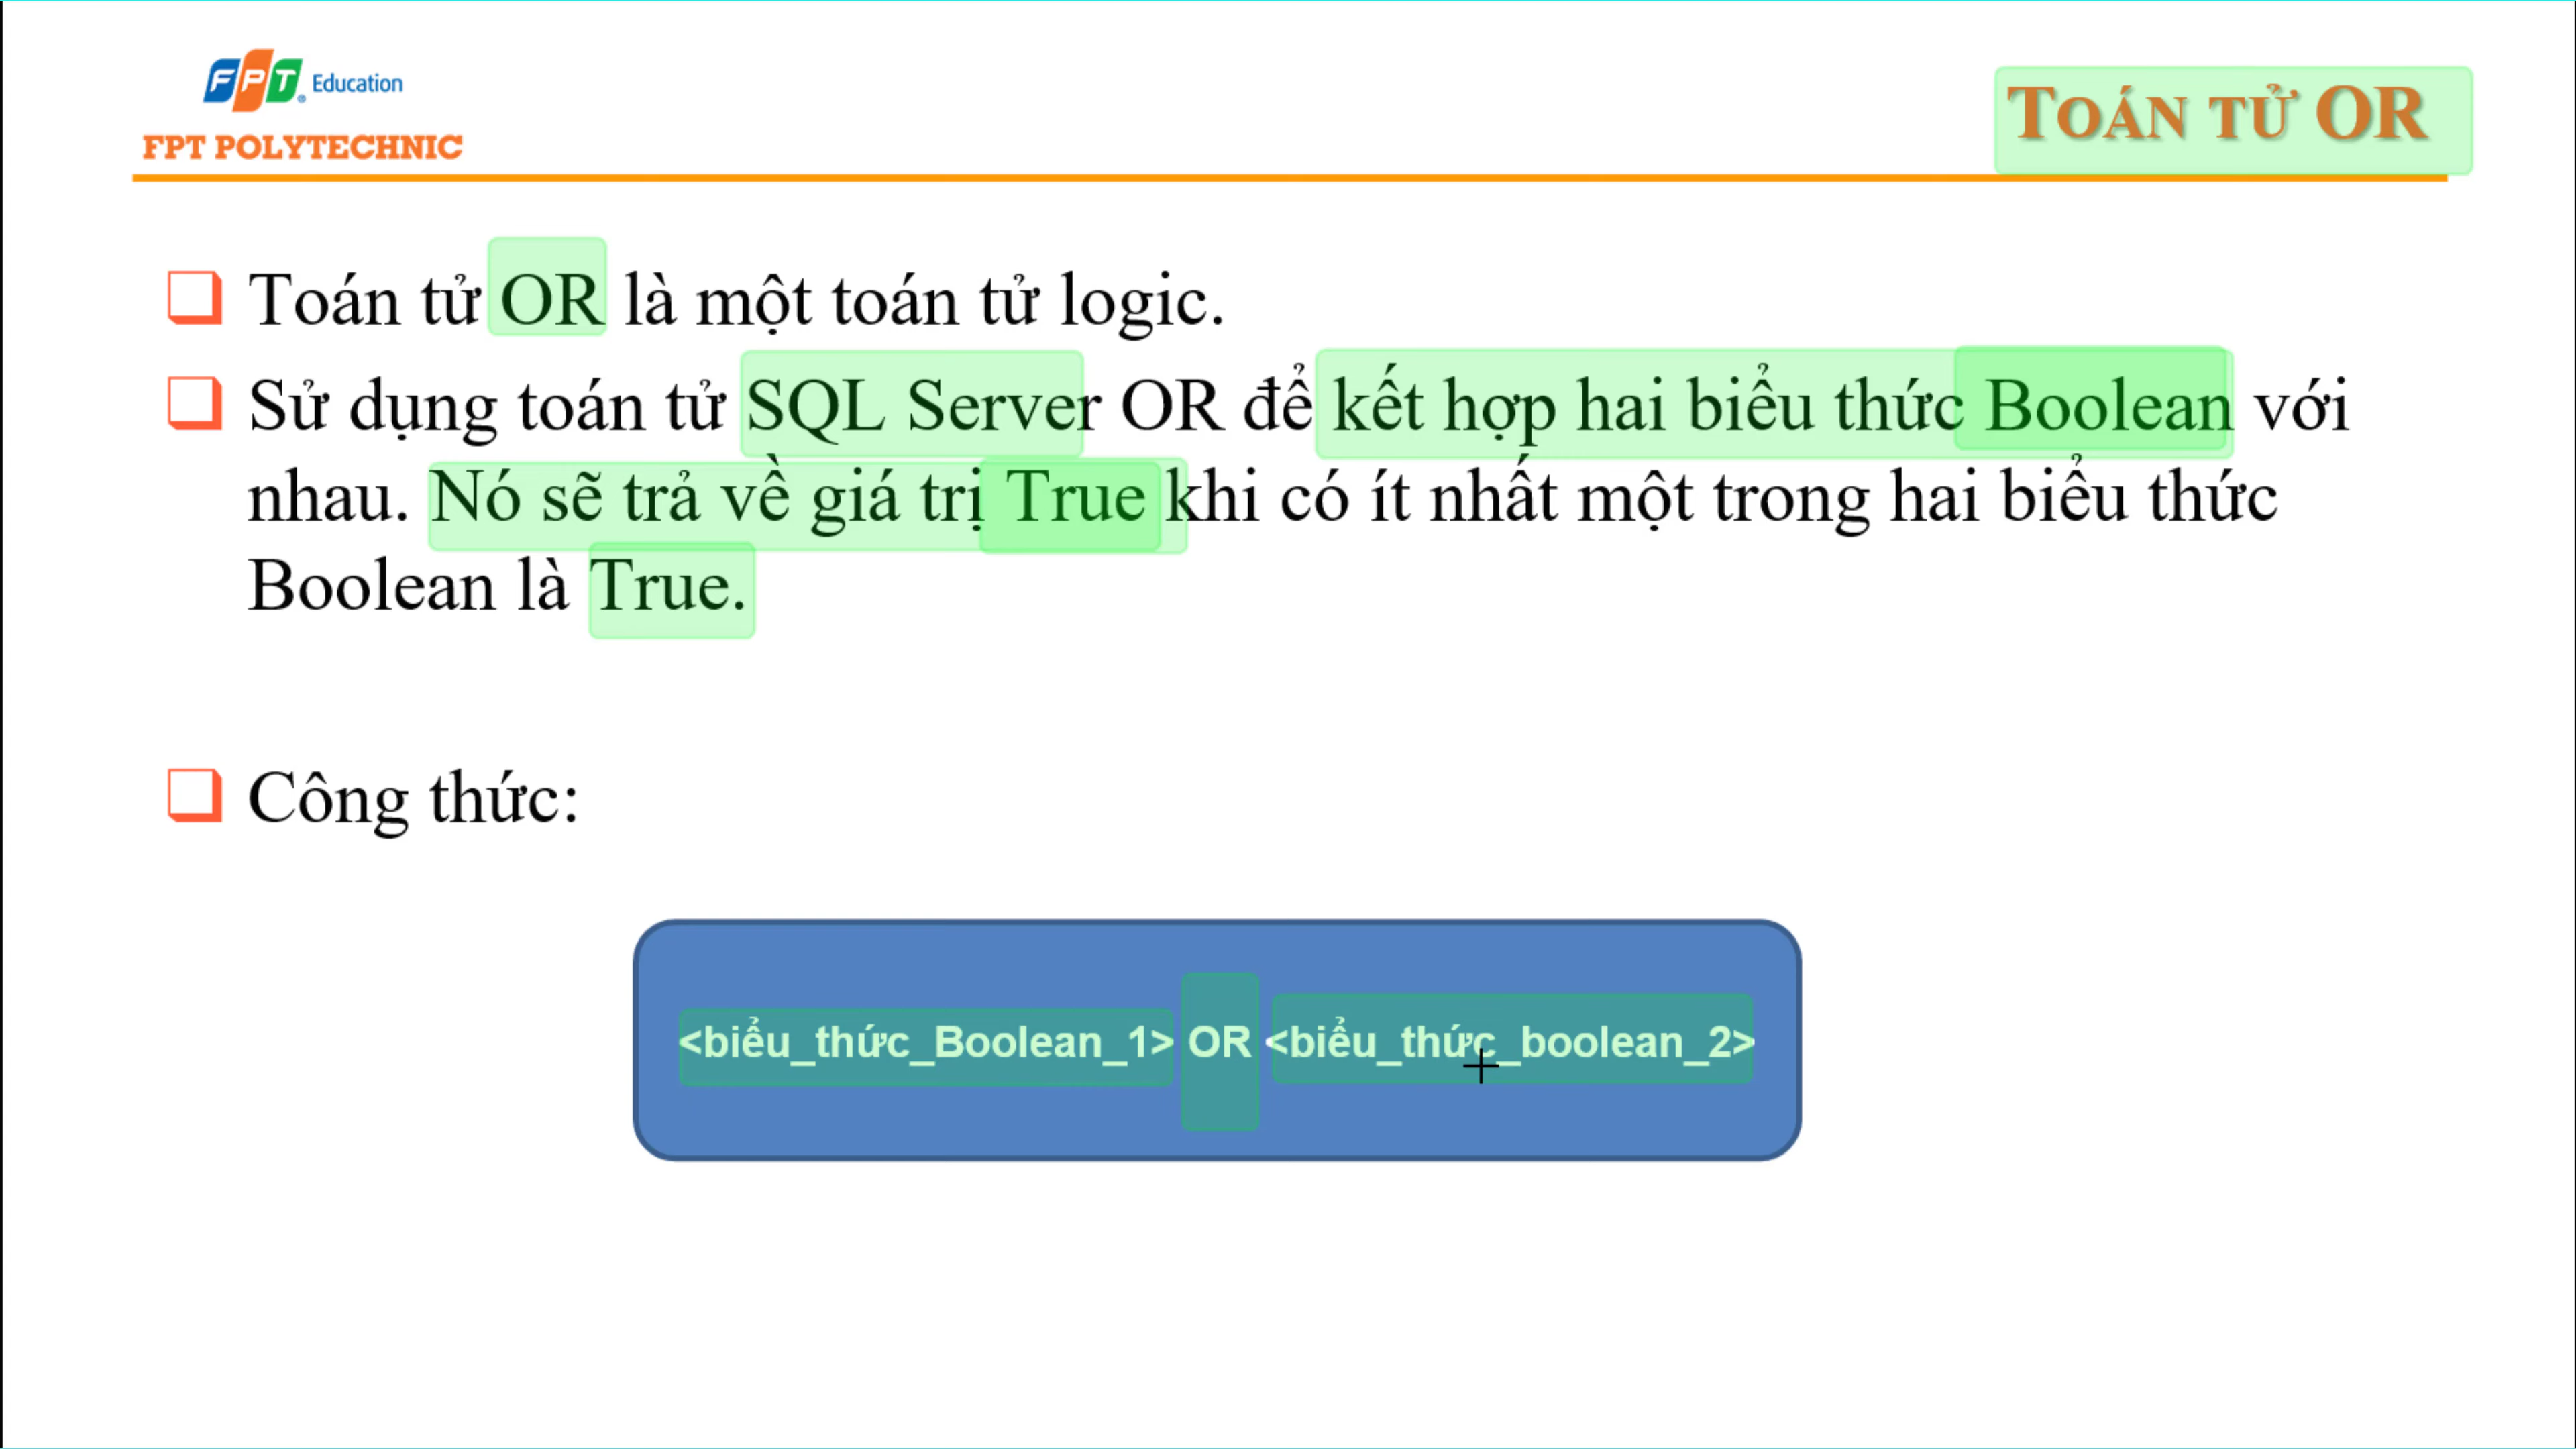 FPT Education
FPT POLYTECHNIC
TOÁN TỬ OR
Toán tử OR là một toán tử logic.
Sử dụng toán tử SQL Server OR để kết hợp hai biểu thức Boolean với
nhau. Nó sẽ trả về giá trị True khi có ít nhất một trong hai biểu thức
Boolean là True.
Công thức:
<biểu_thức_Boolean_1> OR <biểu_thức_boolean_2>